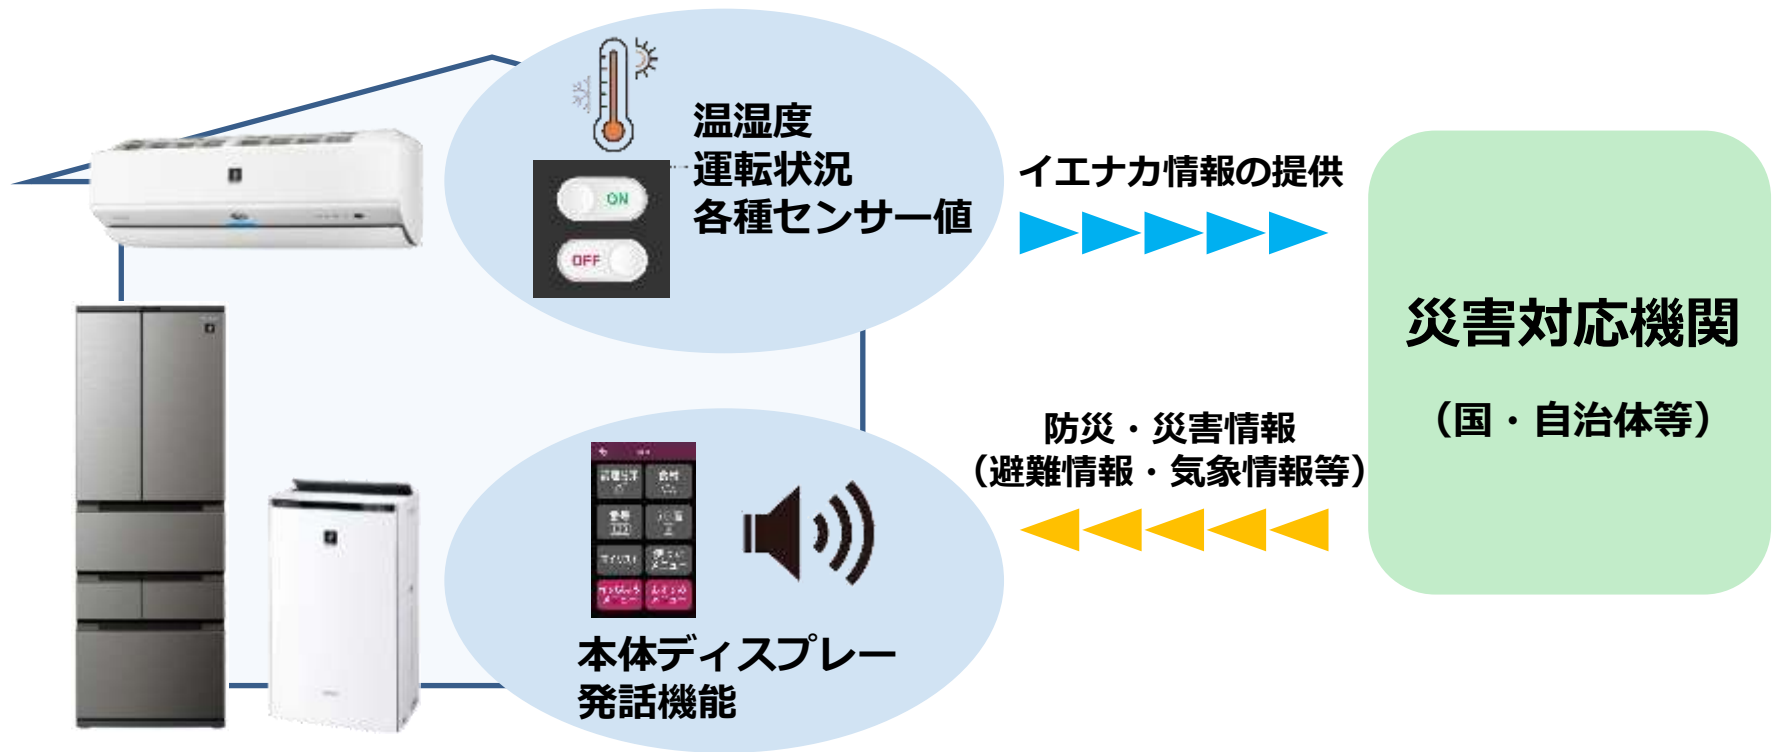 温湿度
運転状況
各種センサー値
ON
OFF
イエナカ情報の提供
災害対応機関
（国・自治体等）
防災・災害情報
（避難情報・気象情報等）
本体ディスプレー
発話機能